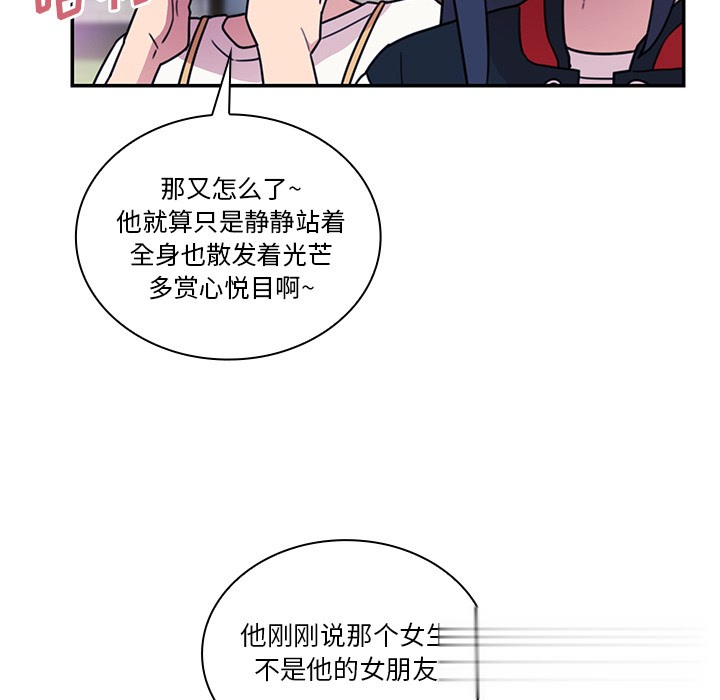 那又怎么了~
他就算只是静静站着
全身也散发着光芒
多赏心悦目啊~
他刚刚说那个女生
不是他的女朋友